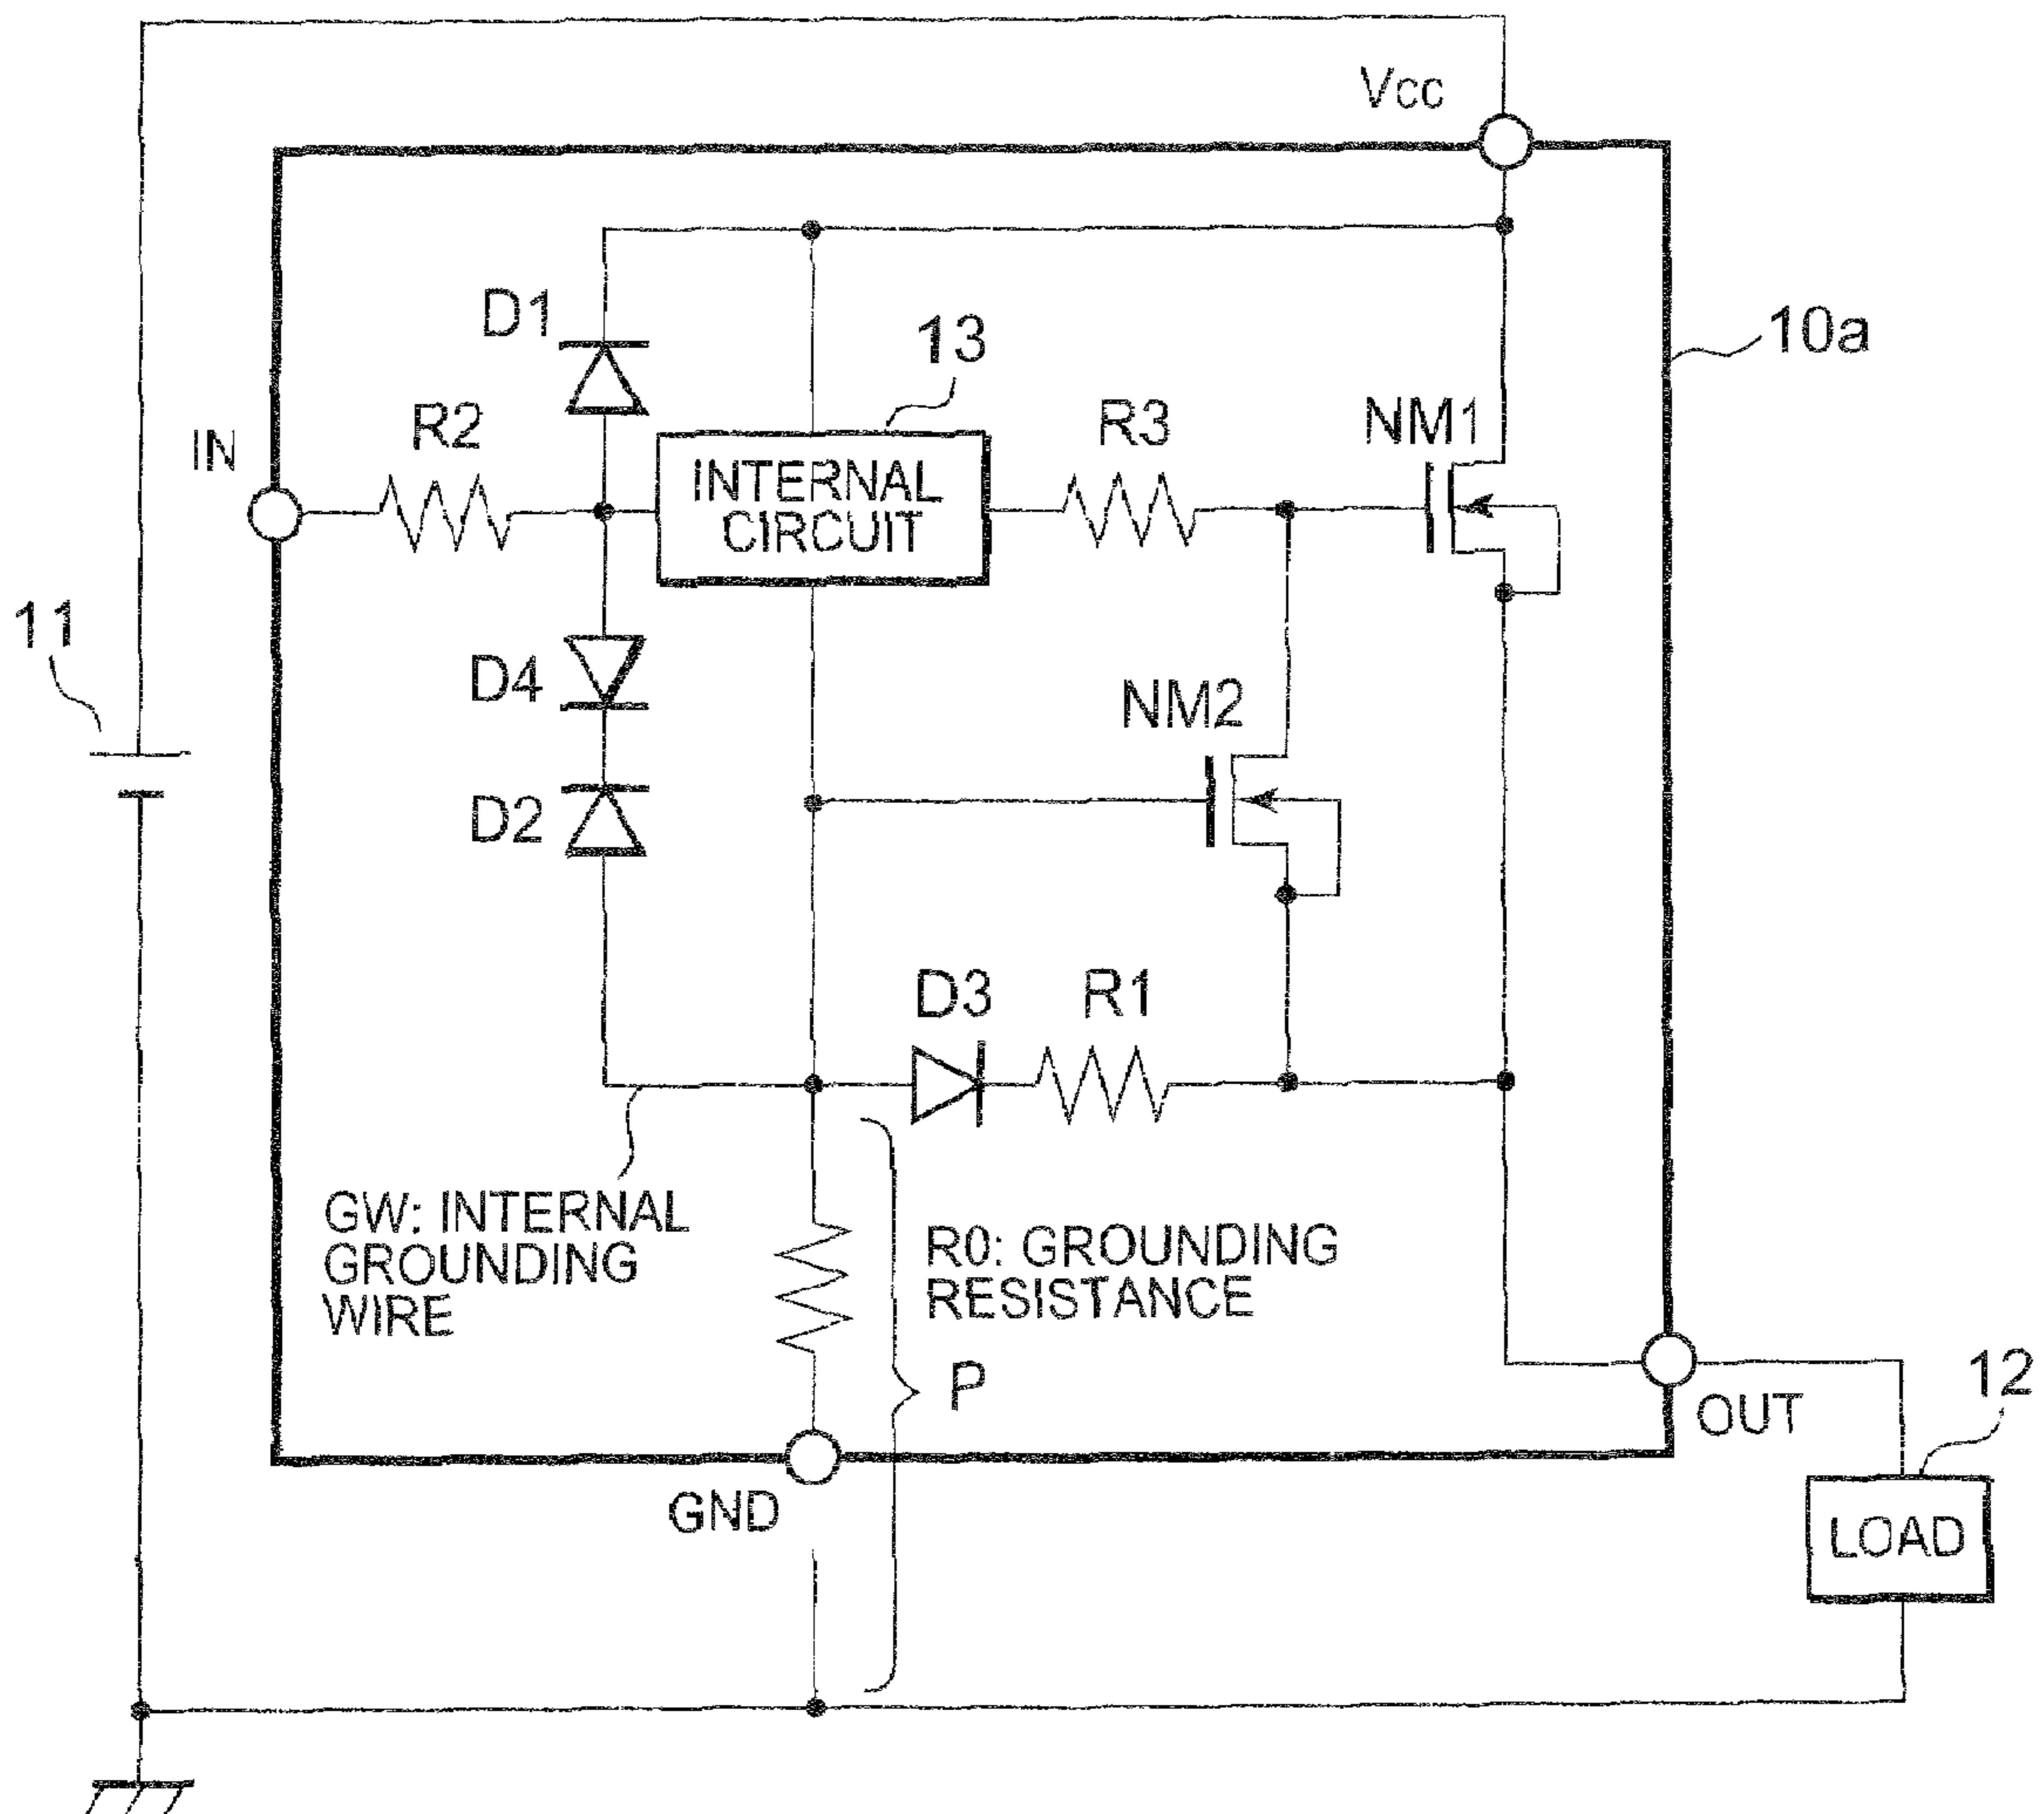 Vcc
D1
13
10a
R2
R3
NM1
IN
INTERNAL
CIRCUIT
11
D4
NM2
D2
D3
R1
GW: INTERNAL
GROUNDING
WIRE
R0: GROUNDING
RESISTANCE
P
12
OUT
GND
LOAD